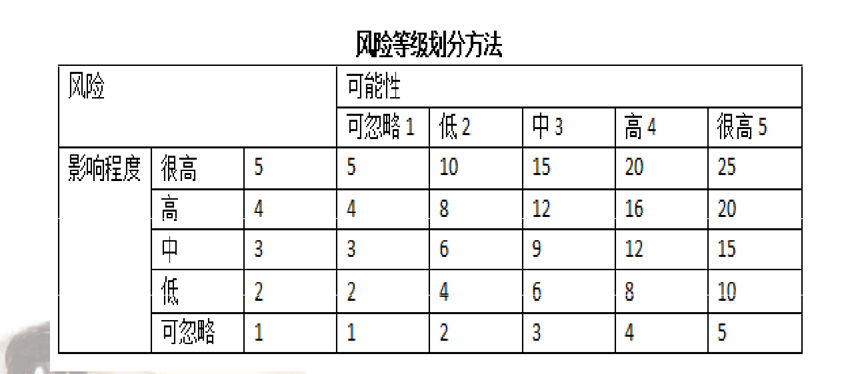 风险等级划分方法
风险 可能性
可忽略 1 低 2 中 3 高 4 很高 5
影响程度 很高 5 5 10 15 20 25
高 4 4 8 12 16 20
中 3 3 6 9 12 15
低 2 2 4 6 8 10
可忽略 1 1 2 3 4 5